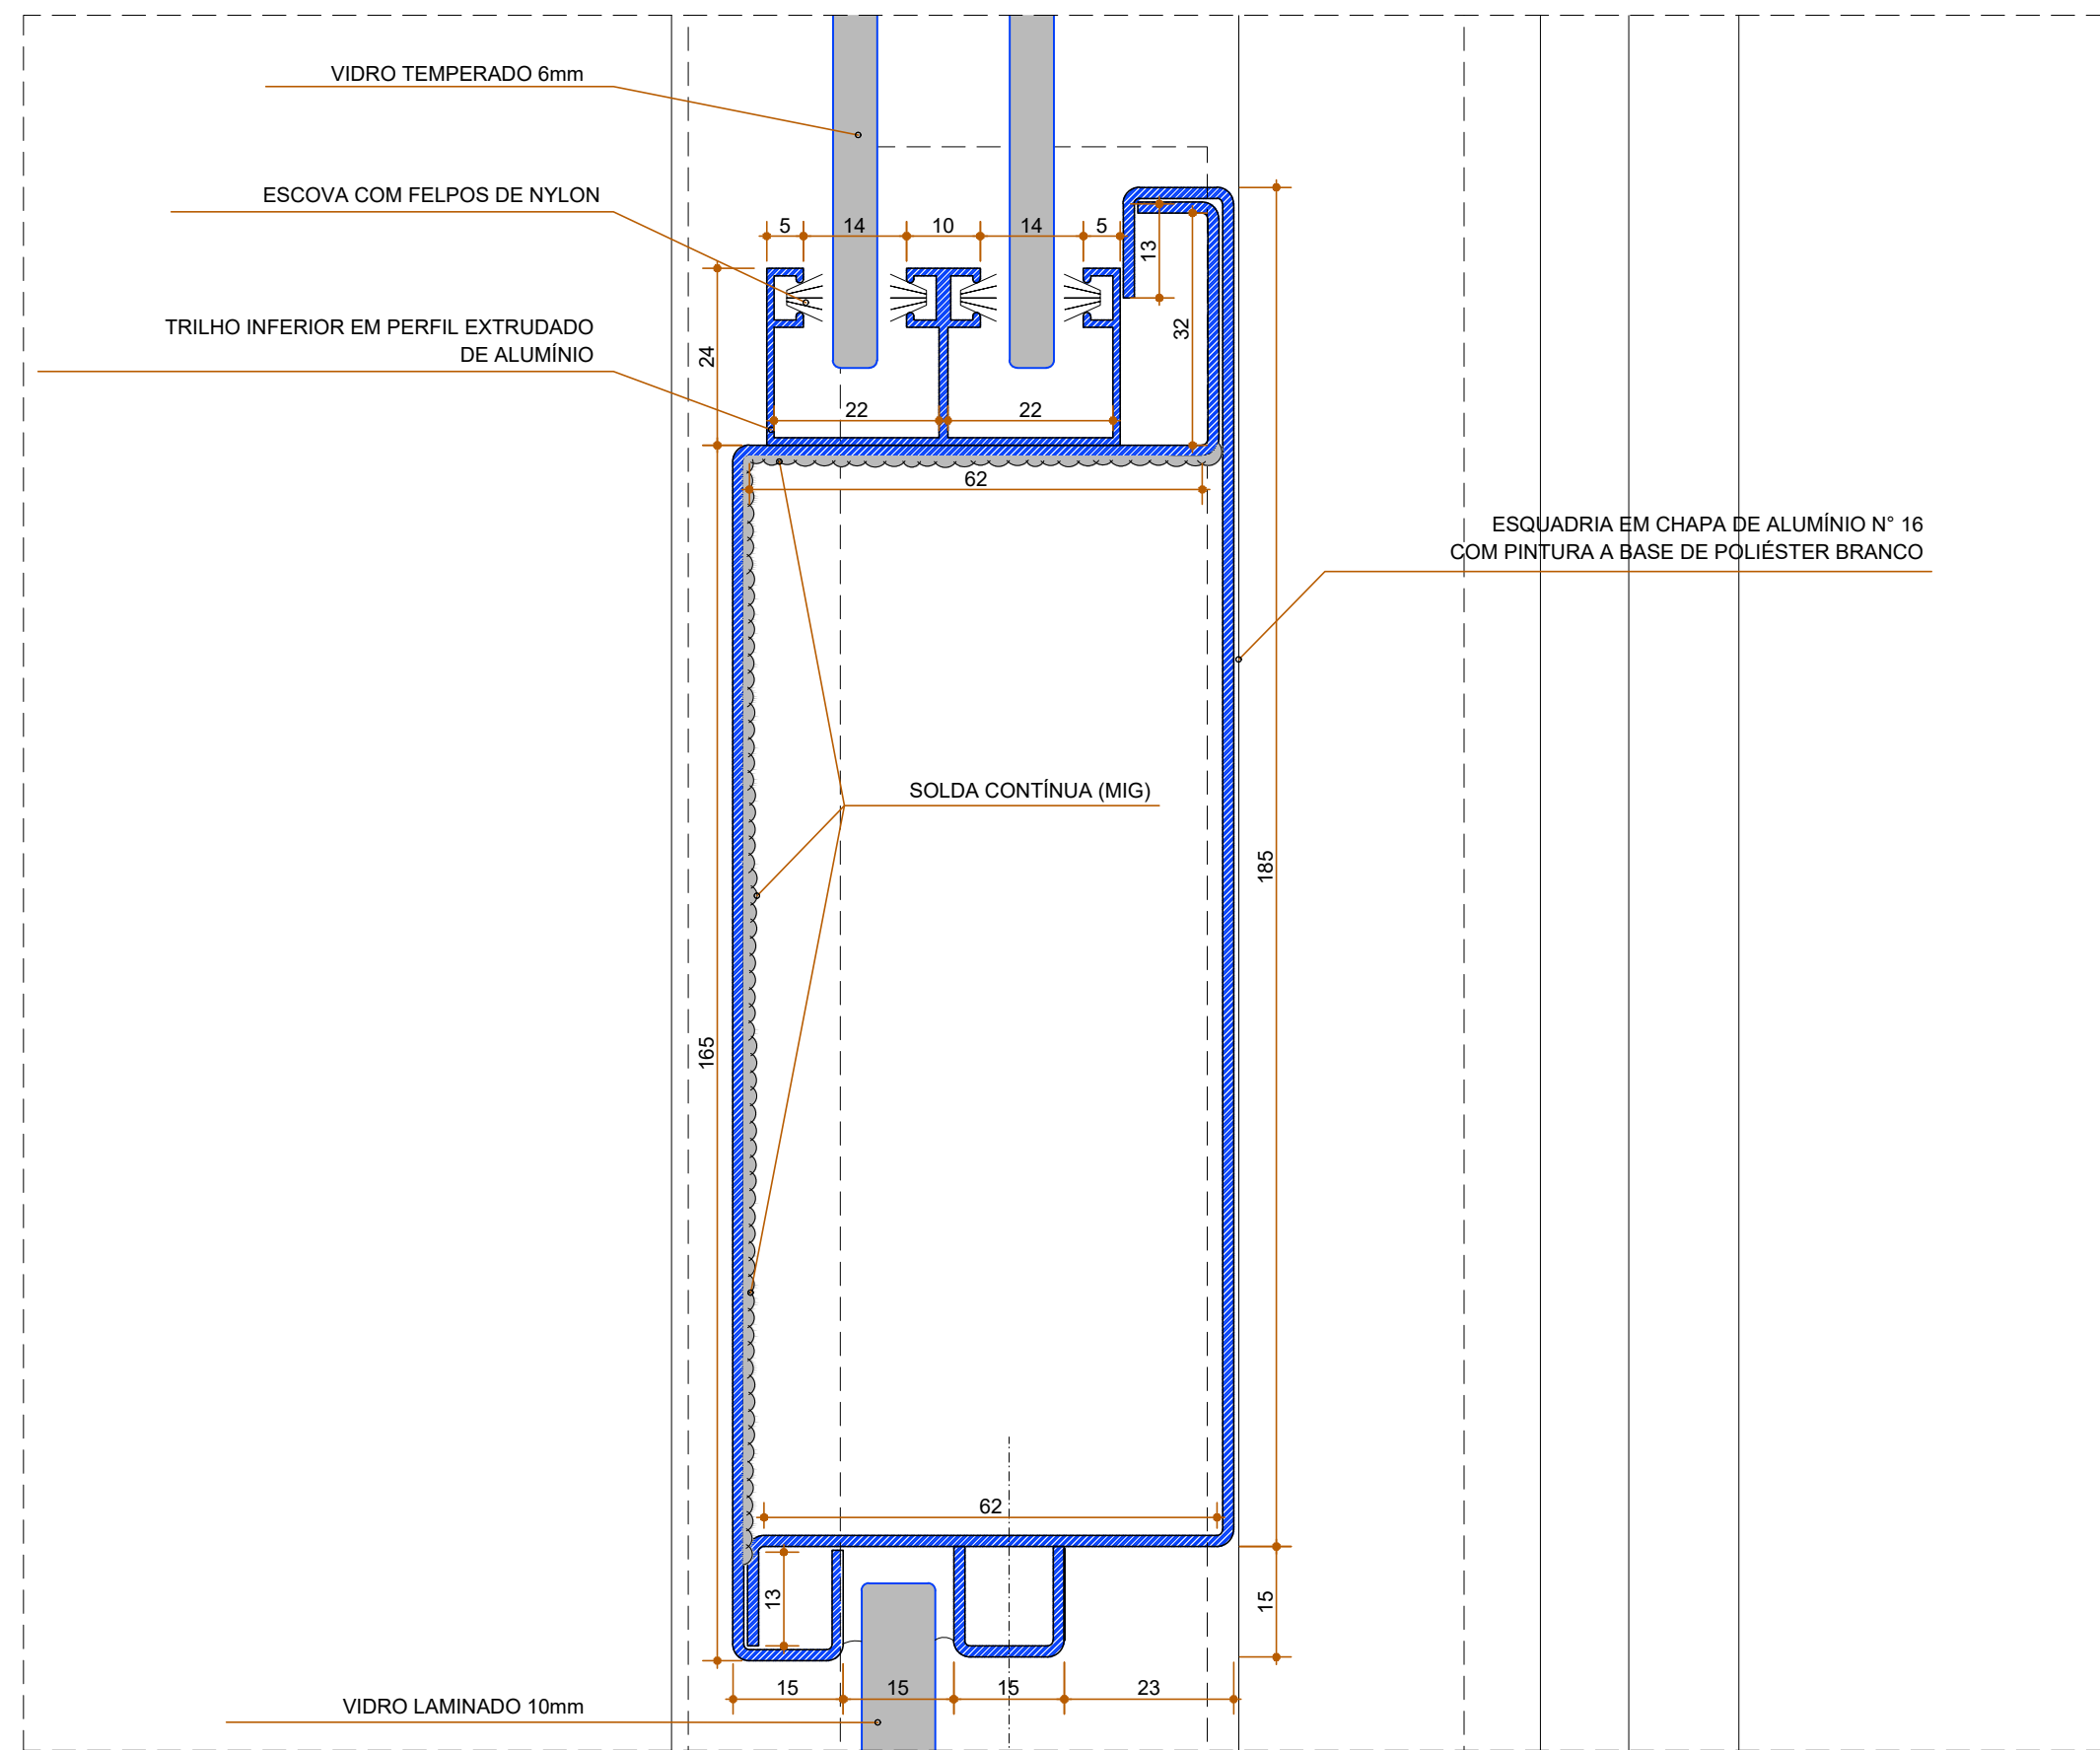 VIDRO TEMPERADO 6mm
ESCOVA COM FELPOS DE NYLON
5 14 10 14 5
13
TRILHO INFERIOR EM PERFIL EXTRUDADO
DE ALUMÍNIO
32
24
22 22
62
ESQUADRIA EM CHAPA DE ALUMÍNIO N° 16
COM PINTURA A BASE DE POLIÉSTER BRANCO
SOLDA CONTÍNUA (MIG)
185
165
62
13
15
15 15 15 23
VIDRO LAMINADO 10mm